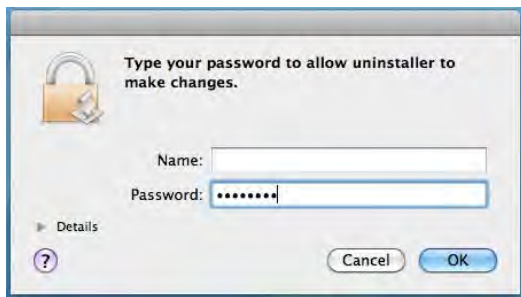 Type your password to allow uninstaller to
make changes.
Name:
Password: ••••••••
Details
? Cancel OK